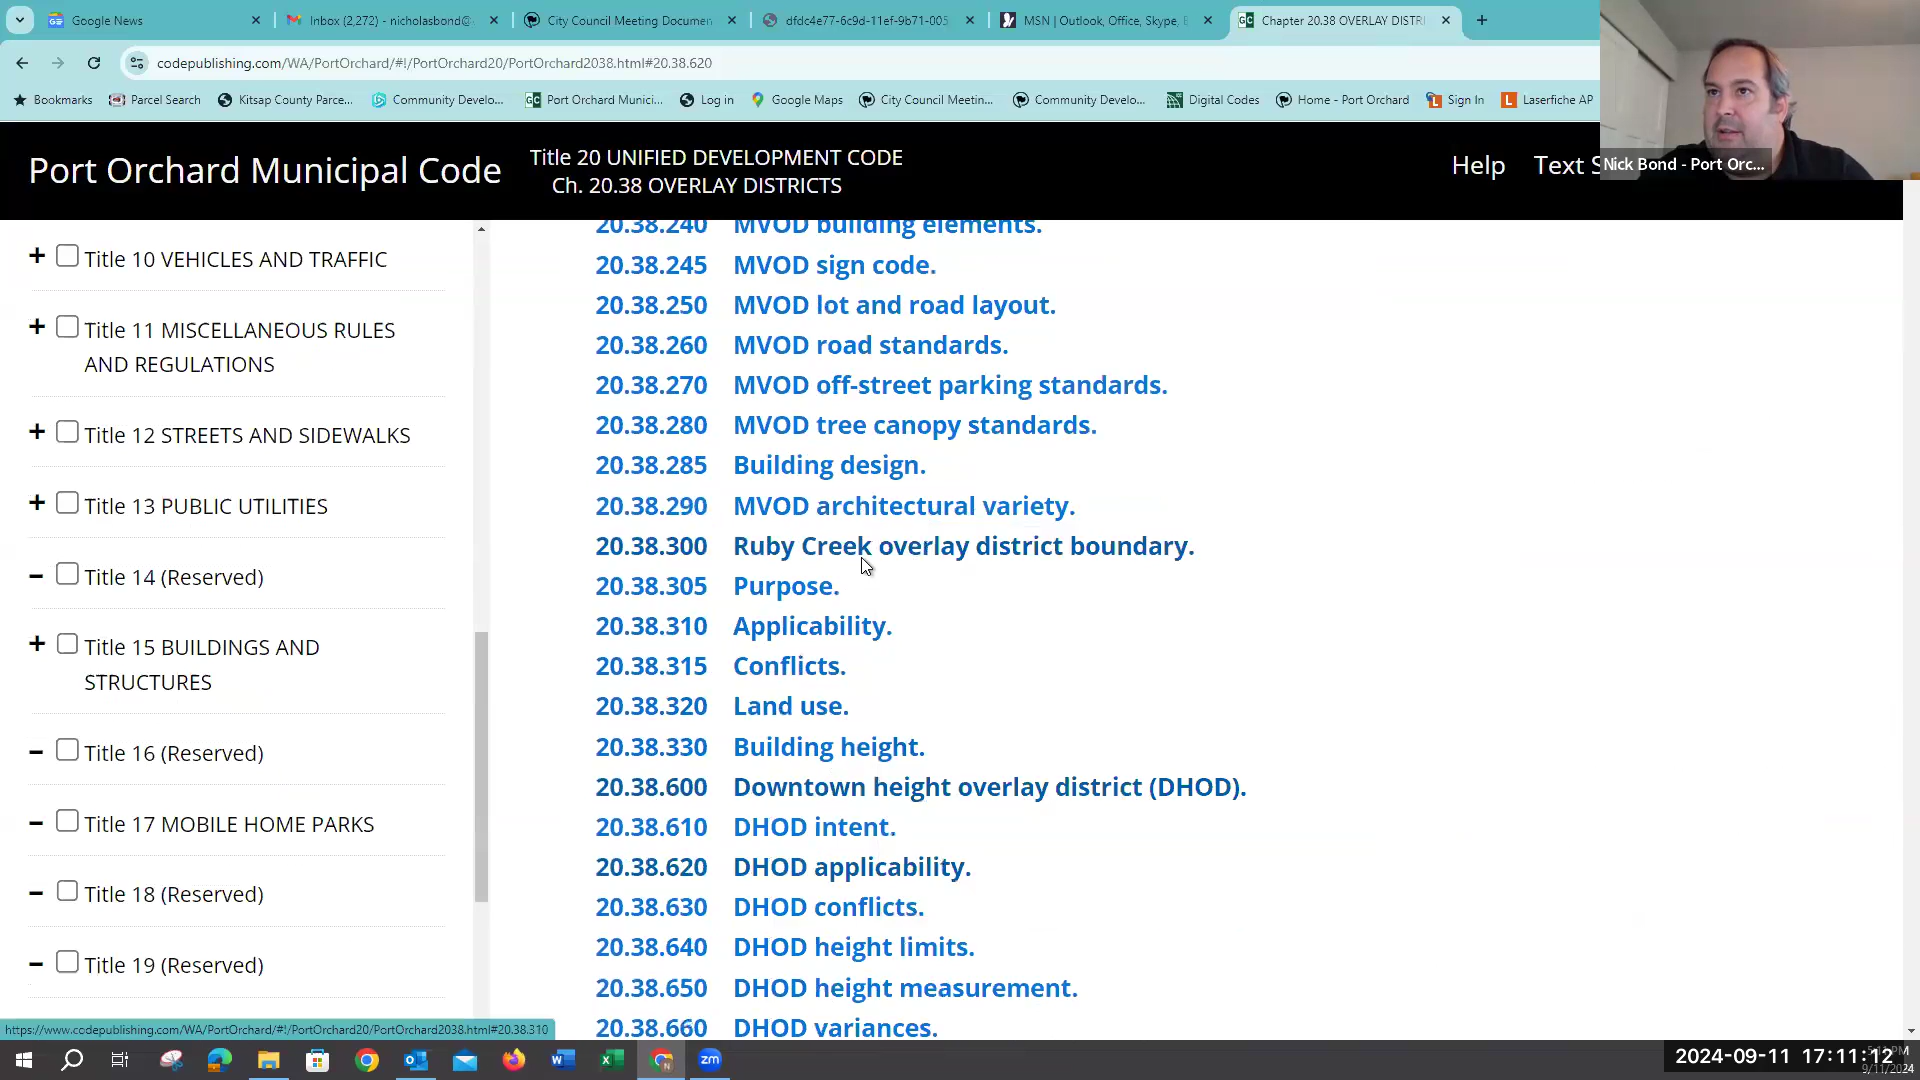 Google News
Inbox (2,272) - nicholasbond@
City Council Meeting Documen
dfdc4e77-6c9d-11ef-9b71-005
MSN | Outlook, Office, Skype,
Chapter 20.38 OVERLAY DISTRI
codepublishing.com/WA/PortOrchard/#!/PortOrchard20/PortOrchard2038.html#20.38.620
Bookmarks
Parcel Search
Kitsap County Parce...
Community Develo...
Port Orchard Munici...
Log in
Google Maps
City Council Meetin...
Community Develo...
Digital Codes
Home - Port Orchard
Sign In
Laserfiche AP
Nick Bond - Port Orc...
Port Orchard Municipal Code
Title 20 UNIFIED DEVELOPMENT CODE
Ch. 20.38 OVERLAY DISTRICTS
Help
Text S
Title 10 VEHICLES AND TRAFFIC
Title 11 MISCELLANEOUS RULES
AND REGULATIONS
Title 12 STREETS AND SIDEWALKS
Title 13 PUBLIC UTILITIES
Title 14 (Reserved)
Title 15 BUILDINGS AND
STRUCTURES
Title 16 (Reserved)
Title 17 MOBILE HOME PARKS
Title 18 (Reserved)
Title 19 (Reserved)
20.38.240 MVOD building elements.
20.38.245 MVOD sign code.
20.38.250 MVOD lot and road layout.
20.38.260 MVOD road standards.
20.38.270 MVOD off-street parking standards.
20.38.280 MVOD tree canopy standards.
20.38.285 Building design.
20.38.290 MVOD architectural variety.
20.38.300 Ruby Creek overlay district boundary.
20.38.305 Purpose.
20.38.310 Applicability.
20.38.315 Conflicts.
20.38.320 Land use.
20.38.330 Building height.
20.38.600 Downtown height overlay district (DHOD).
20.38.610 DHOD intent.
20.38.620 DHOD applicability.
20.38.630 DHOD conflicts.
20.38.640 DHOD height limits.
20.38.650 DHOD height measurement.
20.38.660 DHOD variances.
https://www.codepublishing.com/WA/PortOrchard/#!/PortOrchard20/PortOrchard2038.html#20.38.310
zm
2024-09-11 17:11:12
9/11/2024